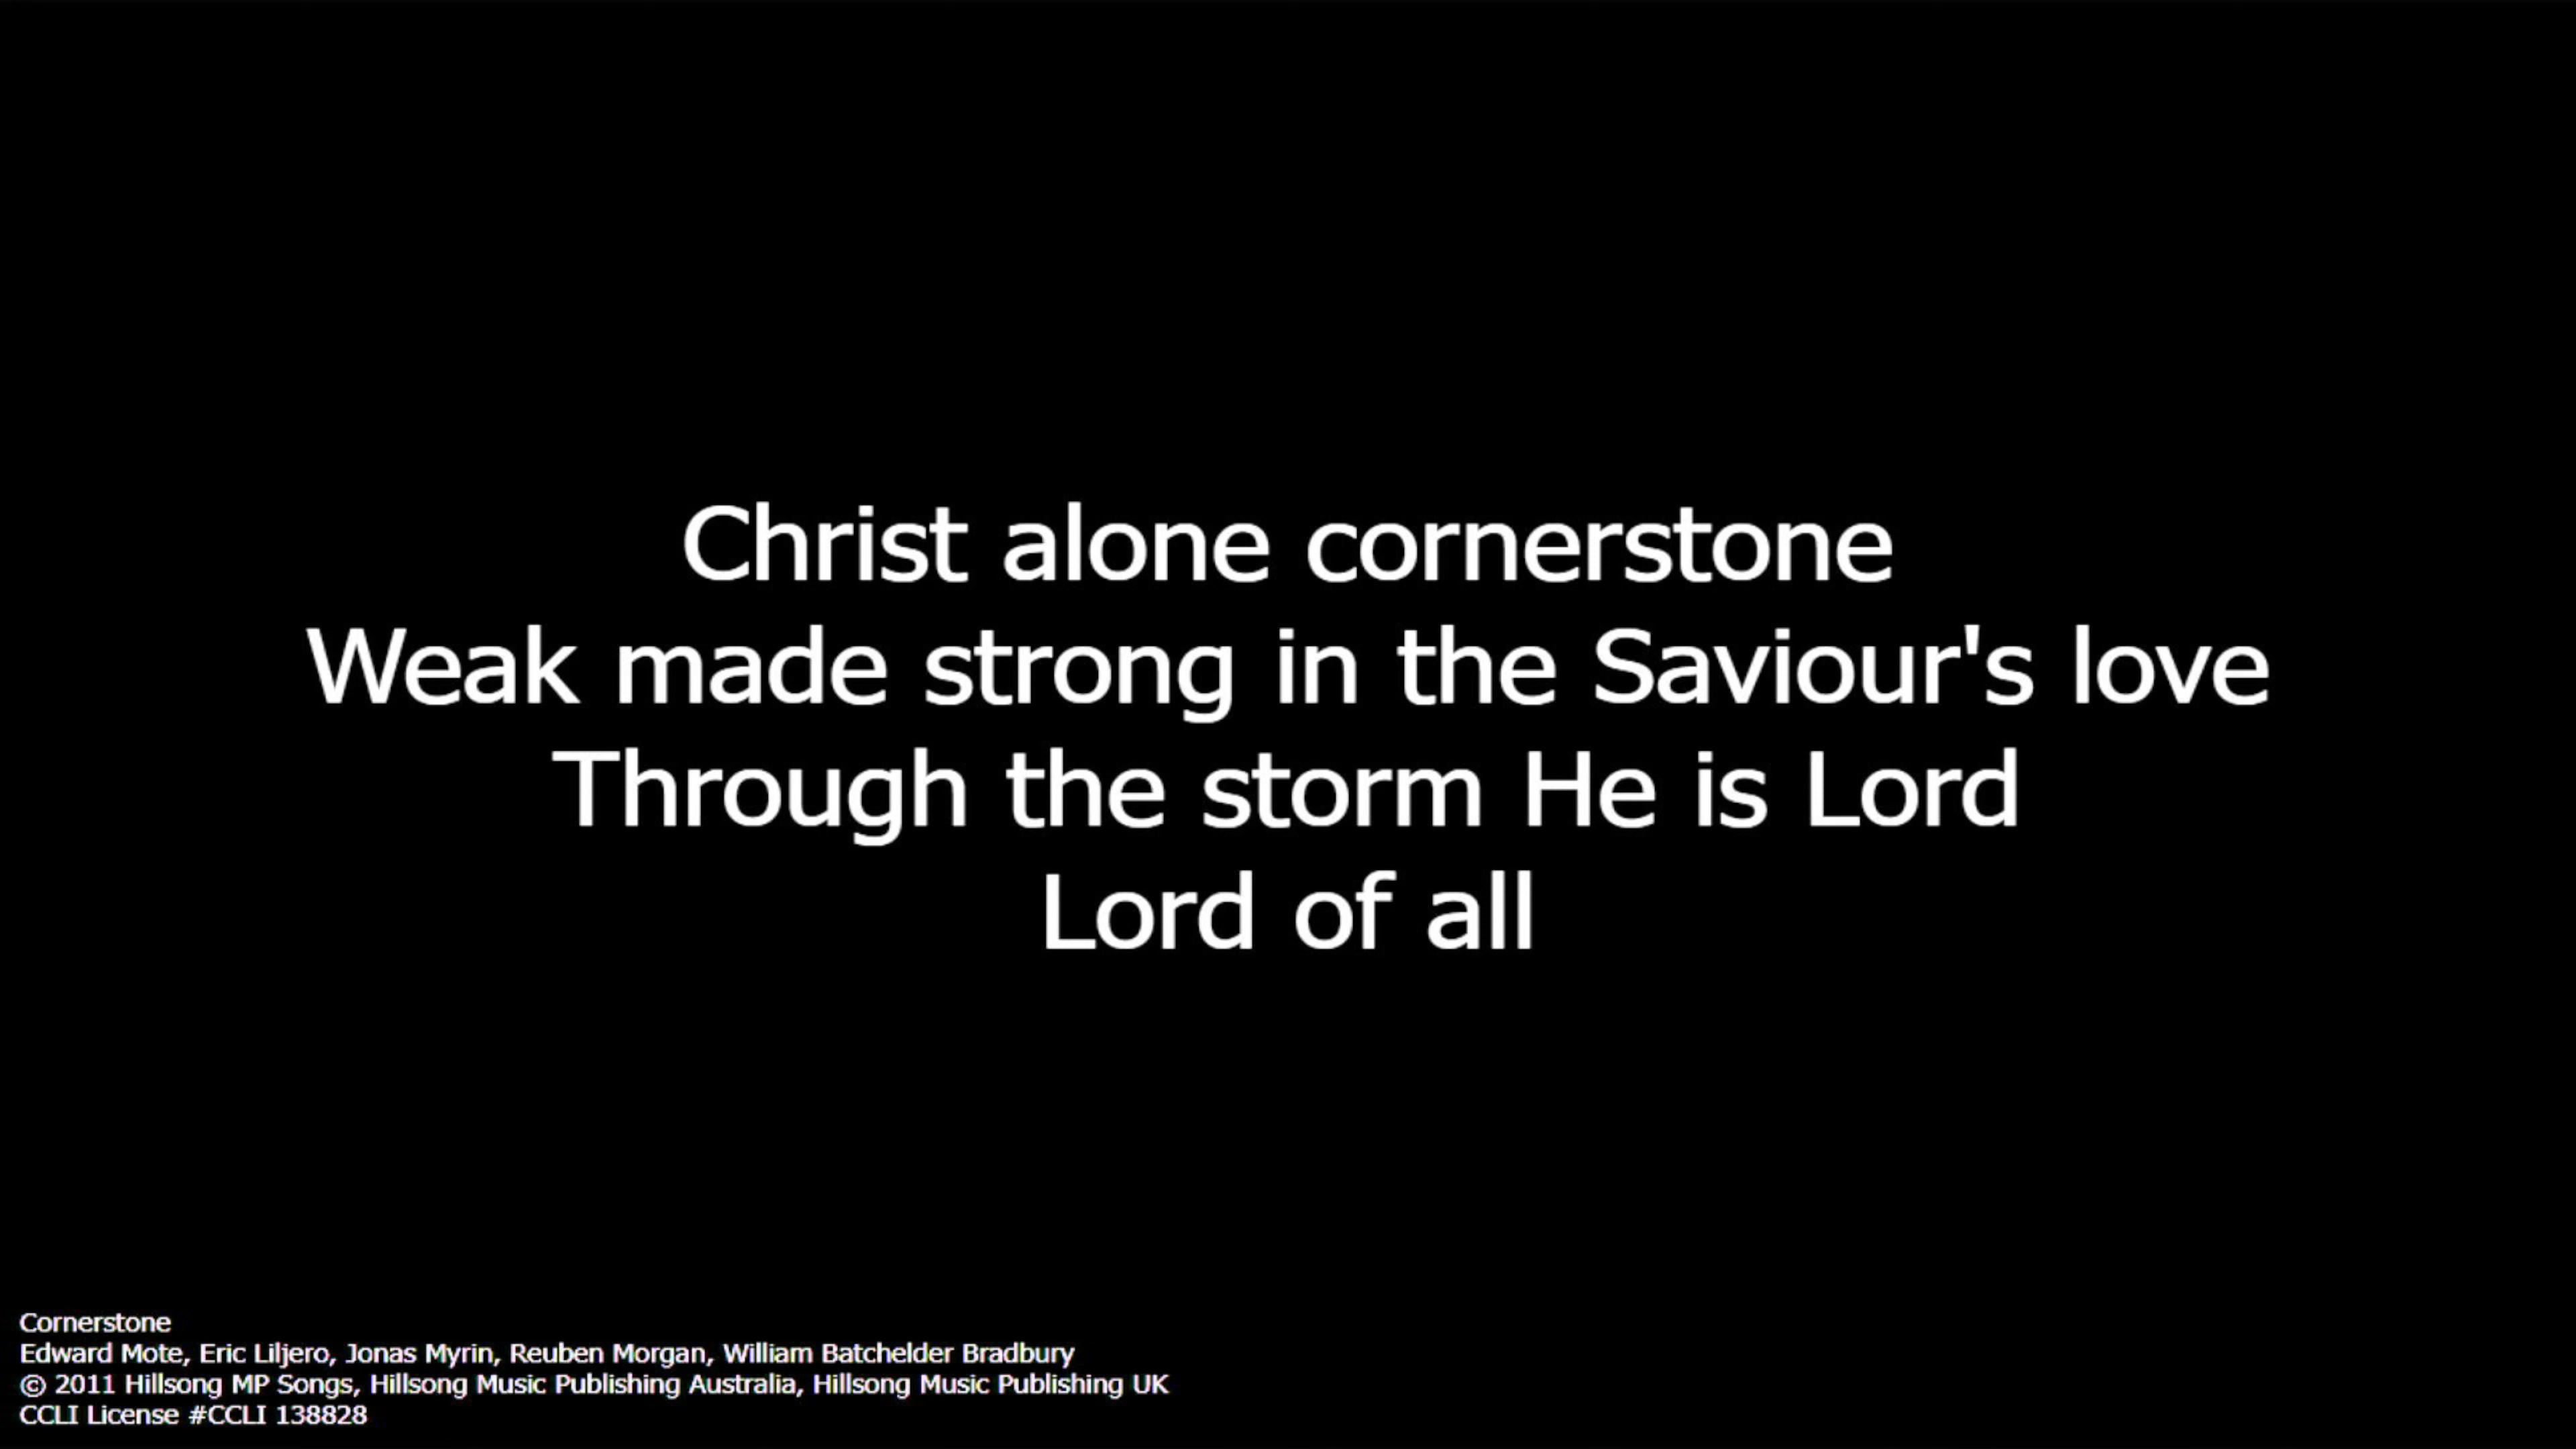 Christ alone cornerstone
Weak made strong in the Saviour's love
Through the storm He is Lord
Lord of all
Cornerstone
Edward Mote, Eric Liljero, Jonas Myrin, Reuben Morgan, William Batchelder Bradbury
© 2011 Hillsong MP Songs, Hillsong Music Publishing Australia, Hillsong Music Publishing UK
CCLI License #CCLI 138828